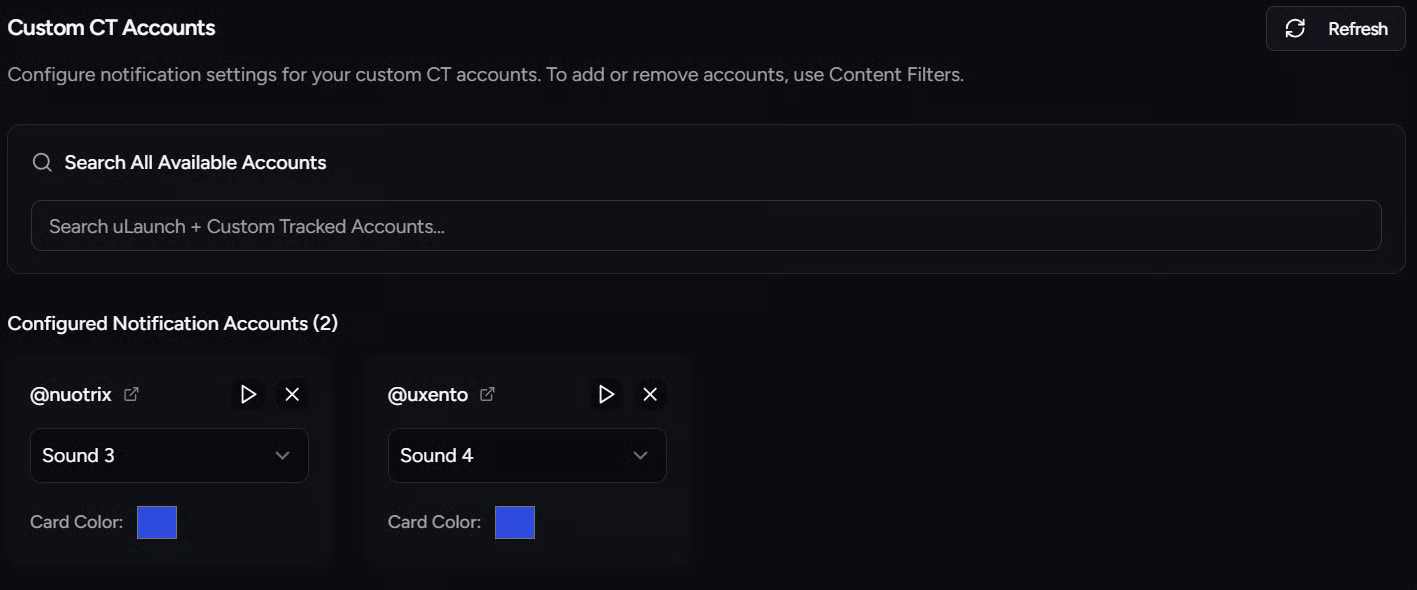 Custom CT Accounts
Refresh
Configure notification settings for your custom CT accounts. To add or remove accounts, use Content Filters.
Search All Available Accounts
Search uLaunch + Custom Tracked Accounts...
Configured Notification Accounts (2)
@nuotrix
Sound 3
Card Color:
@uxento
Sound 4
Card Color: